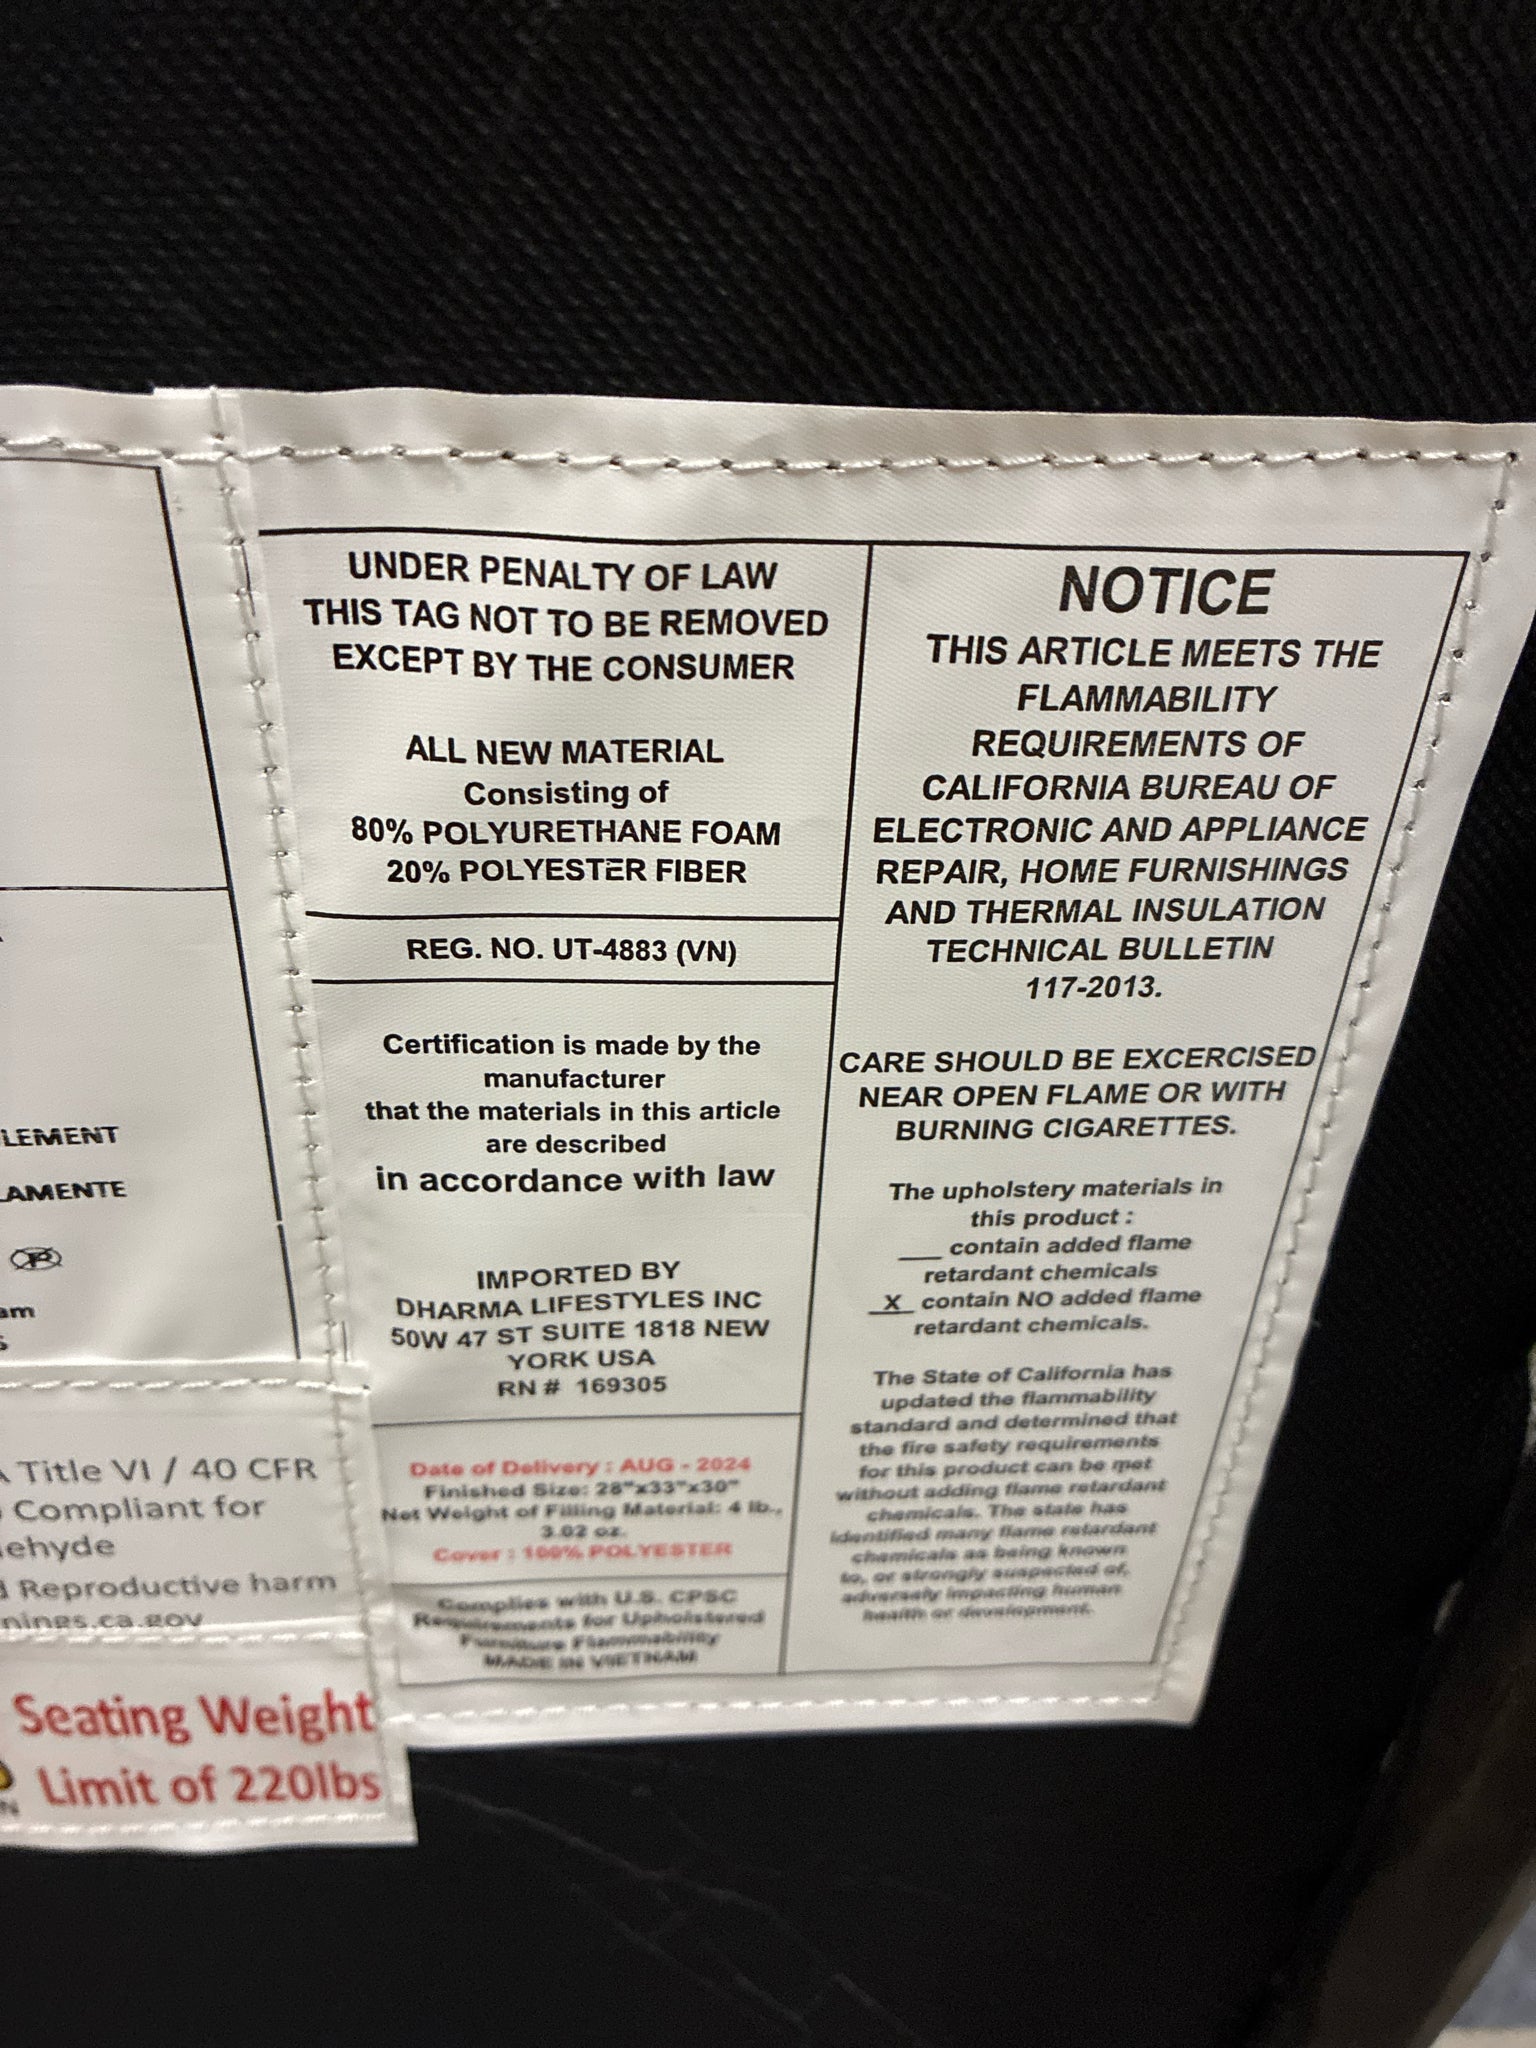 UNDER PENALTY OF LAW
THIS TAG NOT TO BE REMOVED
EXCEPT BY THE CONSUMER
ALL NEW MATERIAL
Consisting of
80% POLYURETHANE FOAM
20% POLYESTER FIBER
REG. NO. UT-4883 (VN)
Certification is made by the
manufacturer
that the materials in this article
are described
in accordance with law
IMPORTED BY
DHARMA LIFESTYLES INC
50W 47 ST SUITE 1818 NEW
YORK USA
RN # 169305
Date of Delivery : AUG - 2024
Finished Size: 28"x33"x30"
Net Weight of Filling Material: 4 lb.,
3.02 oz.
Cover : 100% POLYESTER
Complies with U.S. CPSC
Requirements for Upholstered
Furniture Flammability
MADE IN VIETNAM
NOTICE
THIS ARTICLE MEETS THE
FLAMMABILITY
REQUIREMENTS OF
CALIFORNIA BUREAU OF
ELECTRONIC AND APPLIANCE
REPAIR, HOME FURNISHINGS
AND THERMAL INSULATION
TECHNICAL BULLETIN
117-2013.
CARE SHOULD BE EXCERCISED
NEAR OPEN FLAME OR WITH
BURNING CIGARETTES.
The upholstery materials in
this product :
___ contain added flame
retardant chemicals
_X_ contain NO added flame
retardant chemicals.
The State of California has
updated the flammability
standard and determined that
the fire safety requirements
for this product can be met
without adding flame retardant
chemicals. The state has
identified many flame retardant
chemicals as being known
to, or strongly suspected of,
adversely impacting human
health or development.
LEMENT
AMENTE
am
S
Title VI / 40 CFR
Compliant for
ehyde
Reproductive harm
nings.ca.gov
Seating Weight
Limit of 220lbs
N